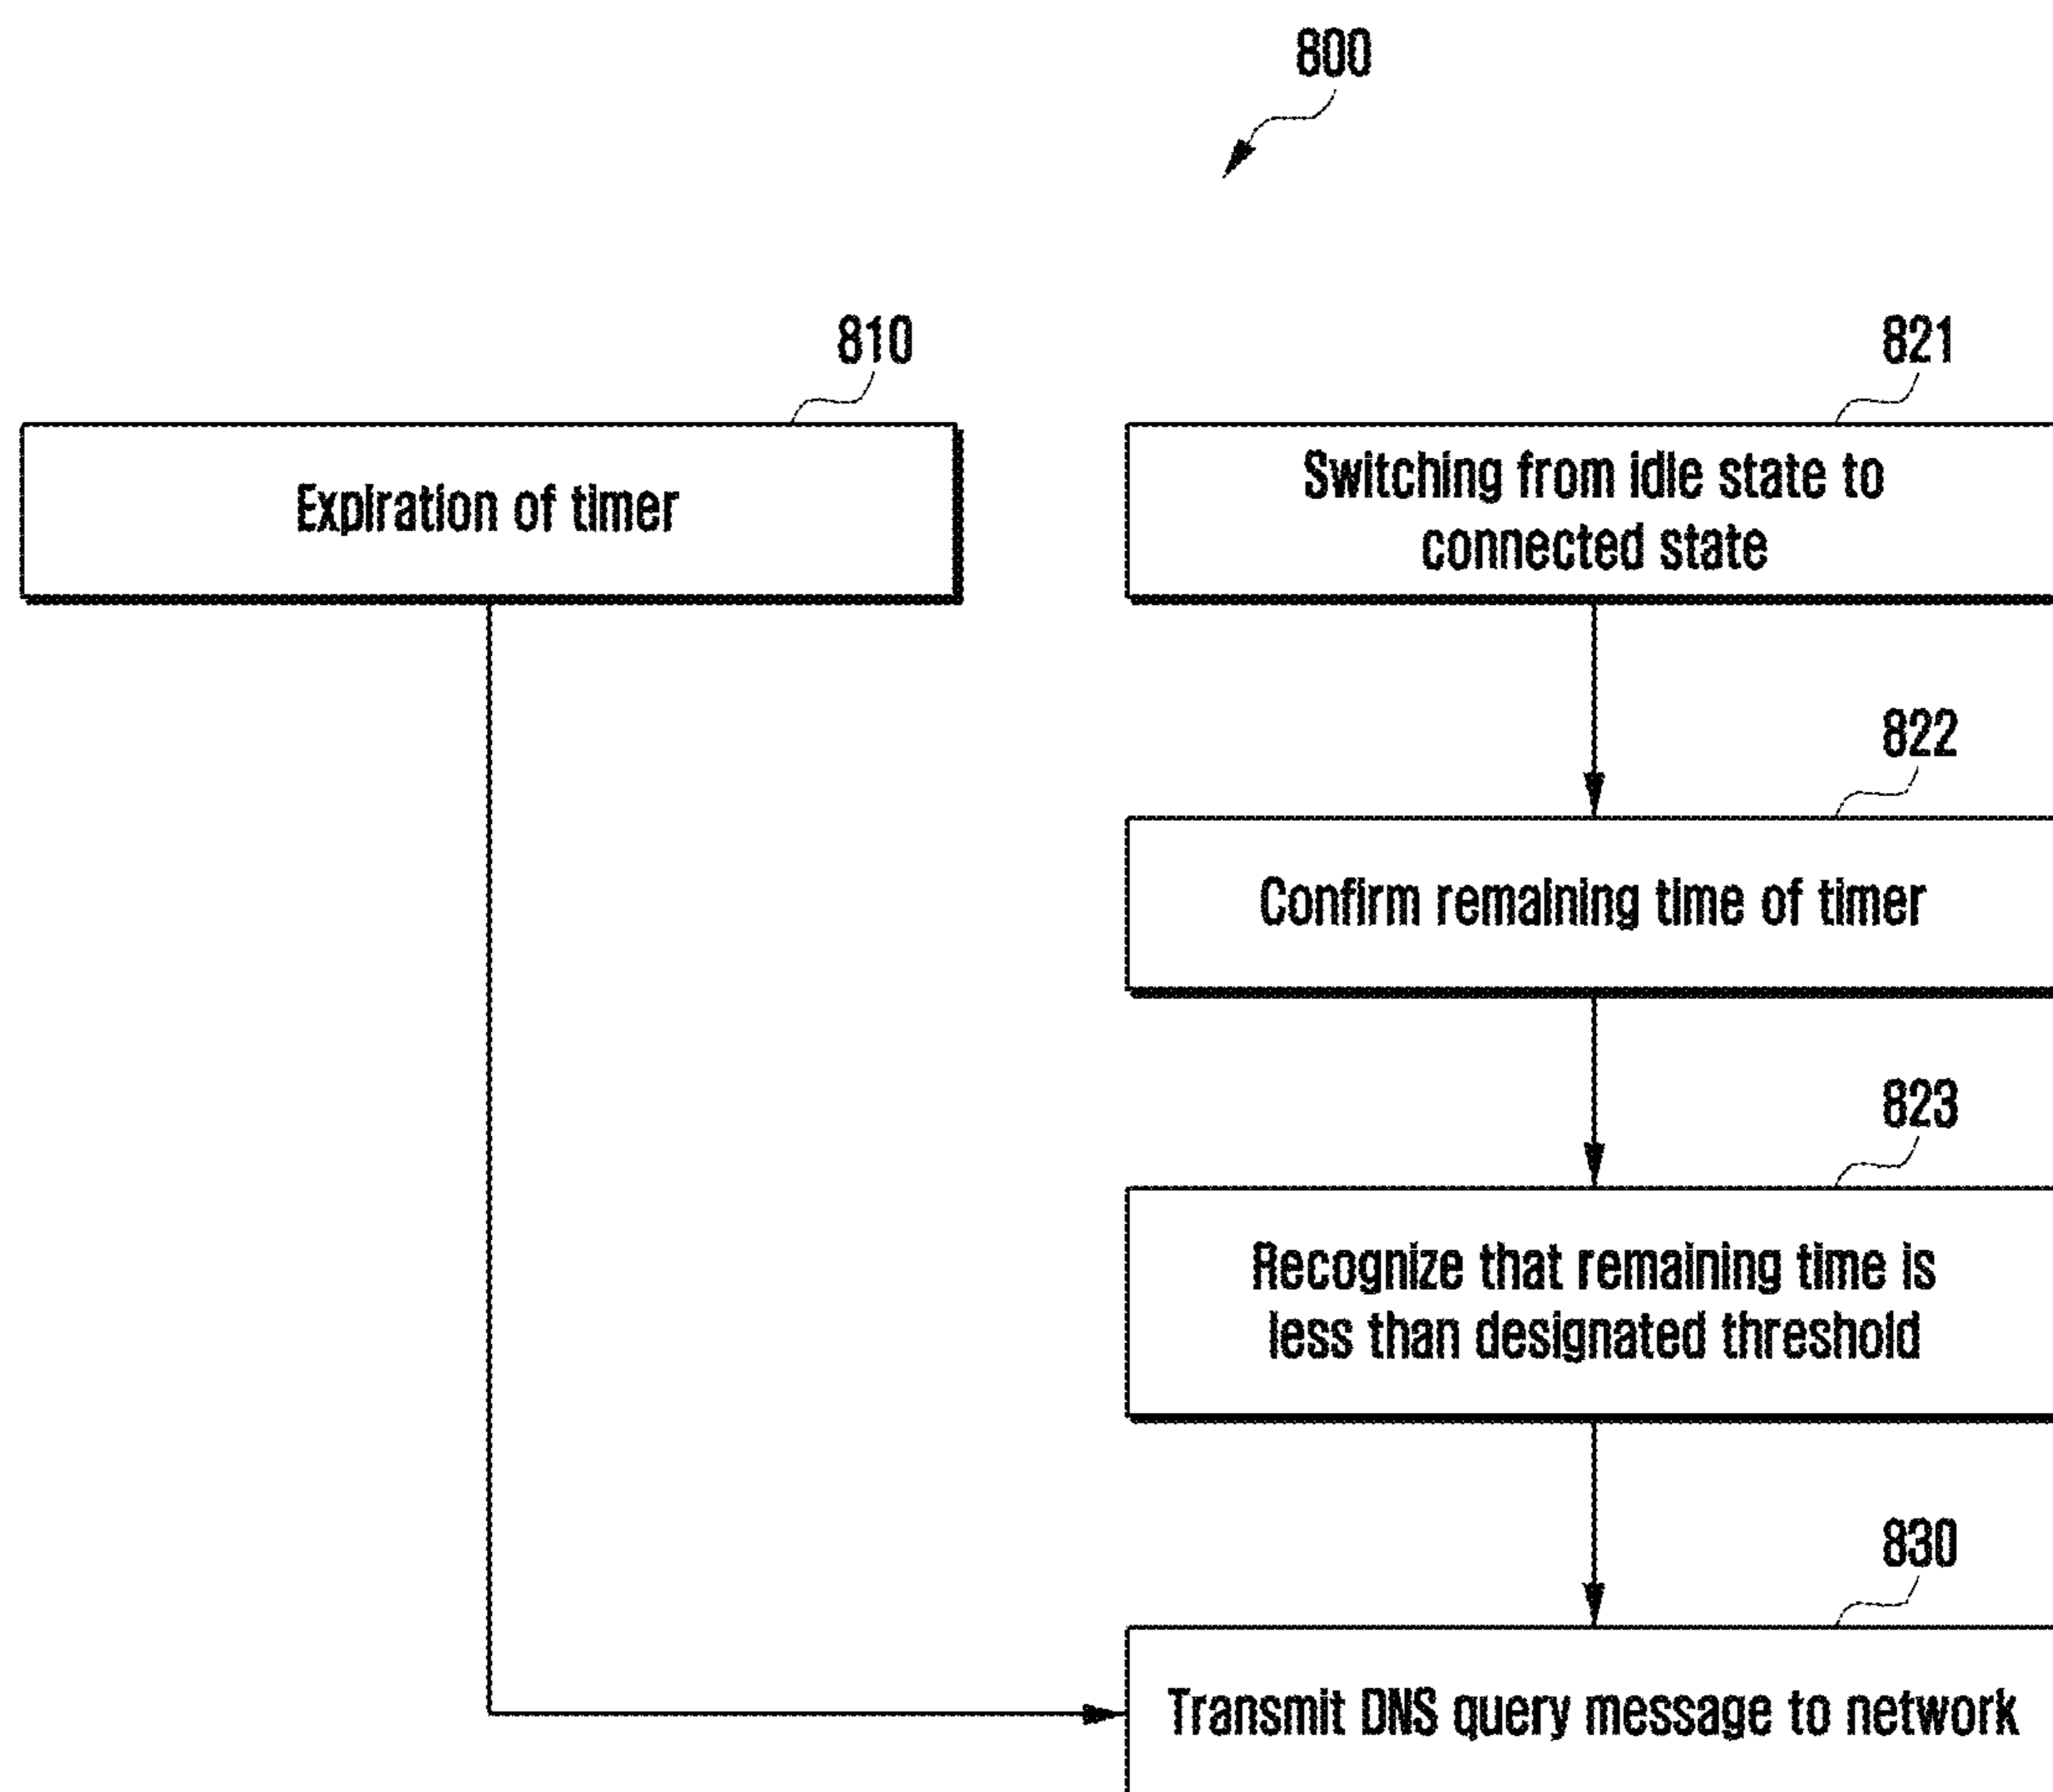 800
810
821
Expiration of timer
Switching from idle state to
connected state
822
Confirm remaining time of timer
823
Recognize that remaining time is
less than designated threshold
830
Transmit DNS query message to network